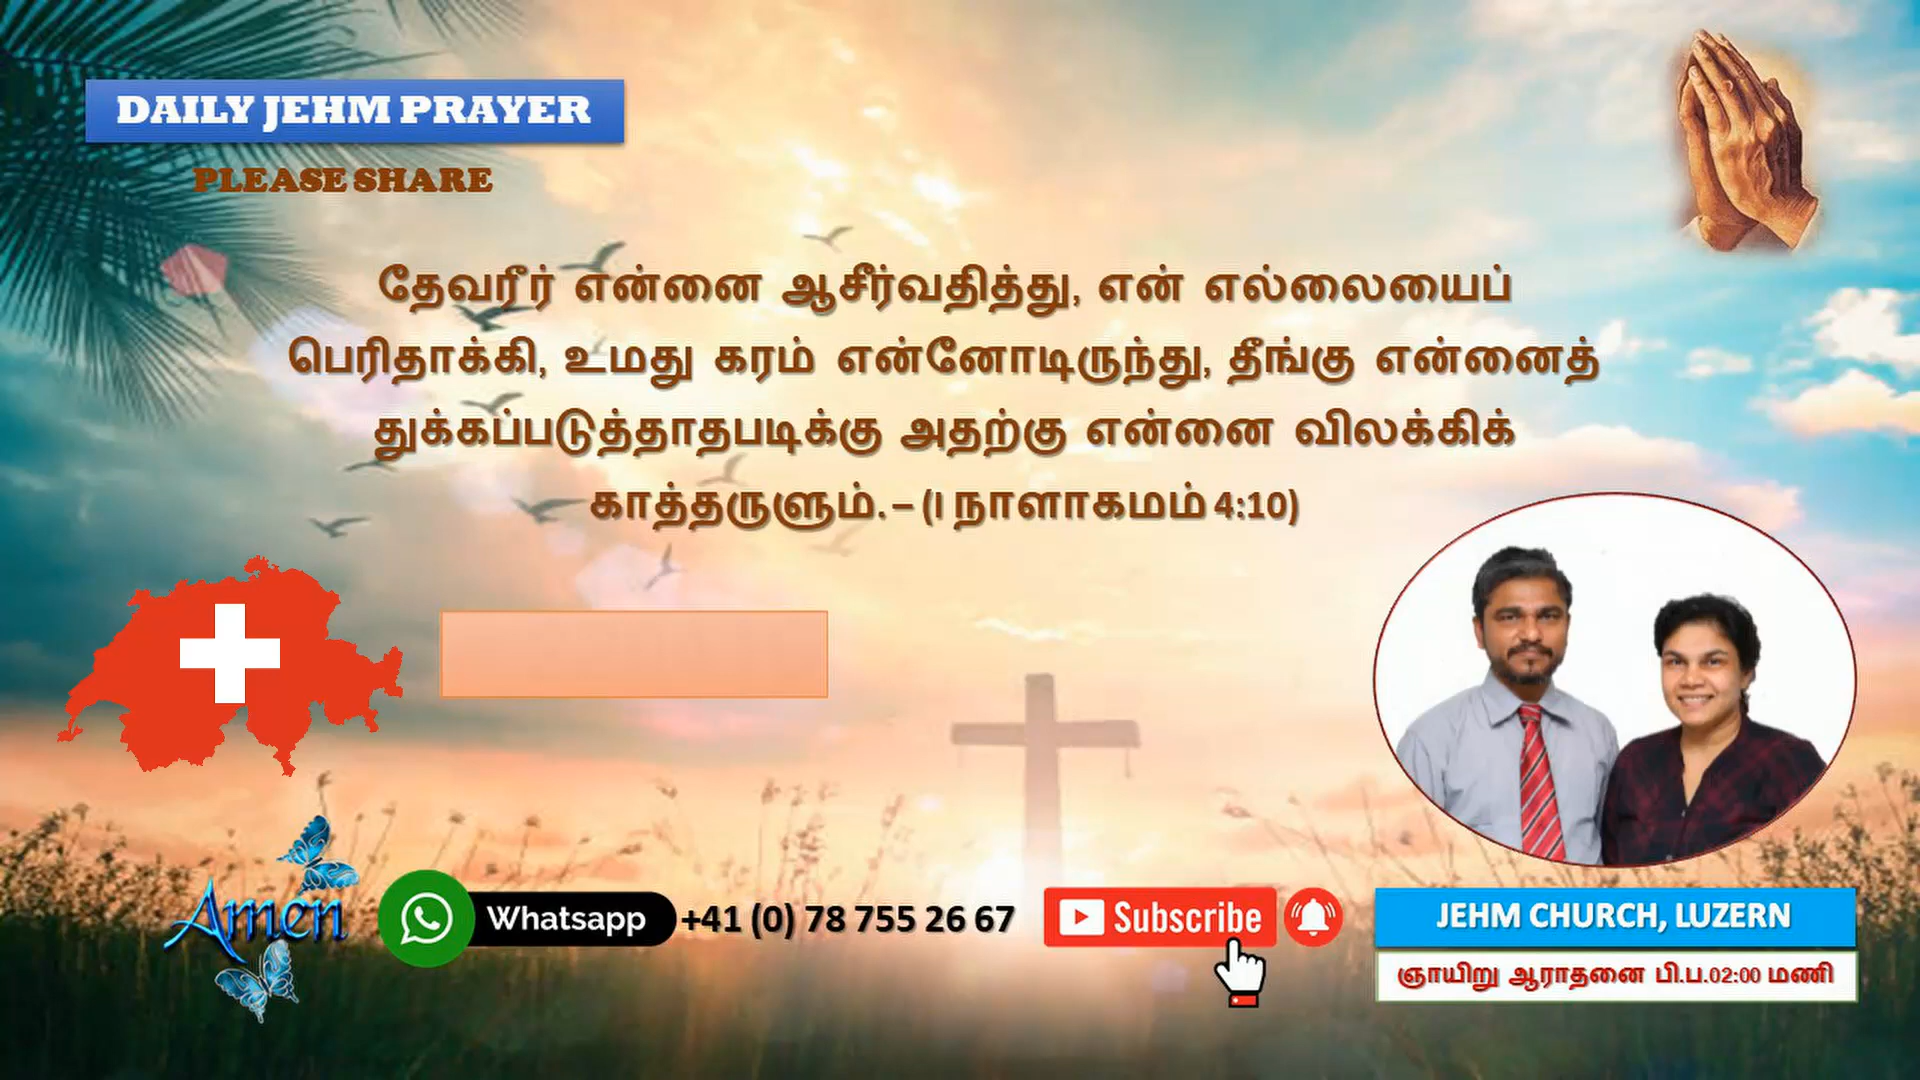 DAILY JEHM PRAYER
PLEASE SHARE
தேவரீர் என்னை ஆசீர்வதித்து, என் எல்லையைப்
பெரிதாக்கி, உமது கரம் என்னோடிருந்து, தீங்கு என்னைத்
துக்கப்படுத்தாதபடிக்கு அதற்கு என்னை விலக்கிக்
காத்தருளும். – (I நாளாகமம் 4:10)
Amen
Whatsapp +41 (0) 78 755 26 67
Subscribe
JEHM CHURCH, LUZERN
ஞாயிறு ஆராதனை பி.ப.02:00 மணி